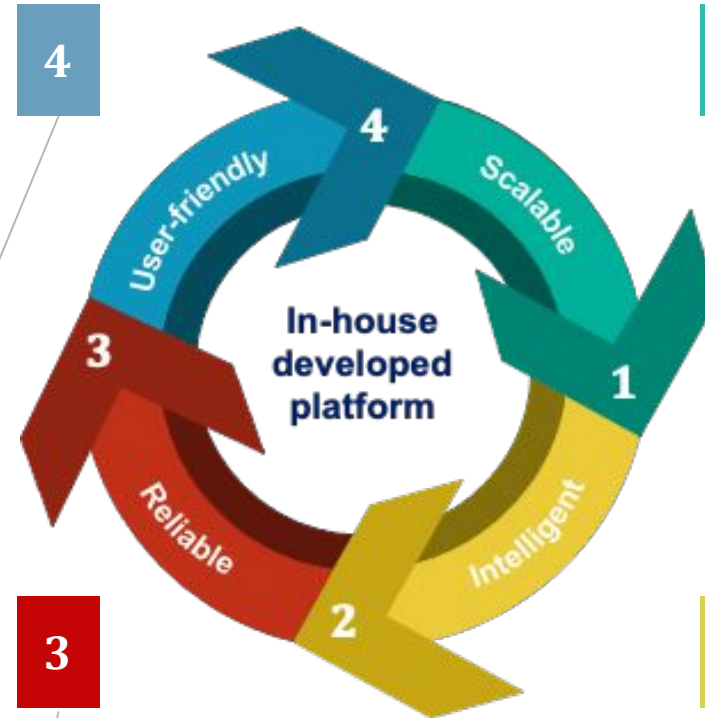 4
4
Scalable
User-friendly
In-house
developed
platform
3
1
Reliable
Intelligent
2
3